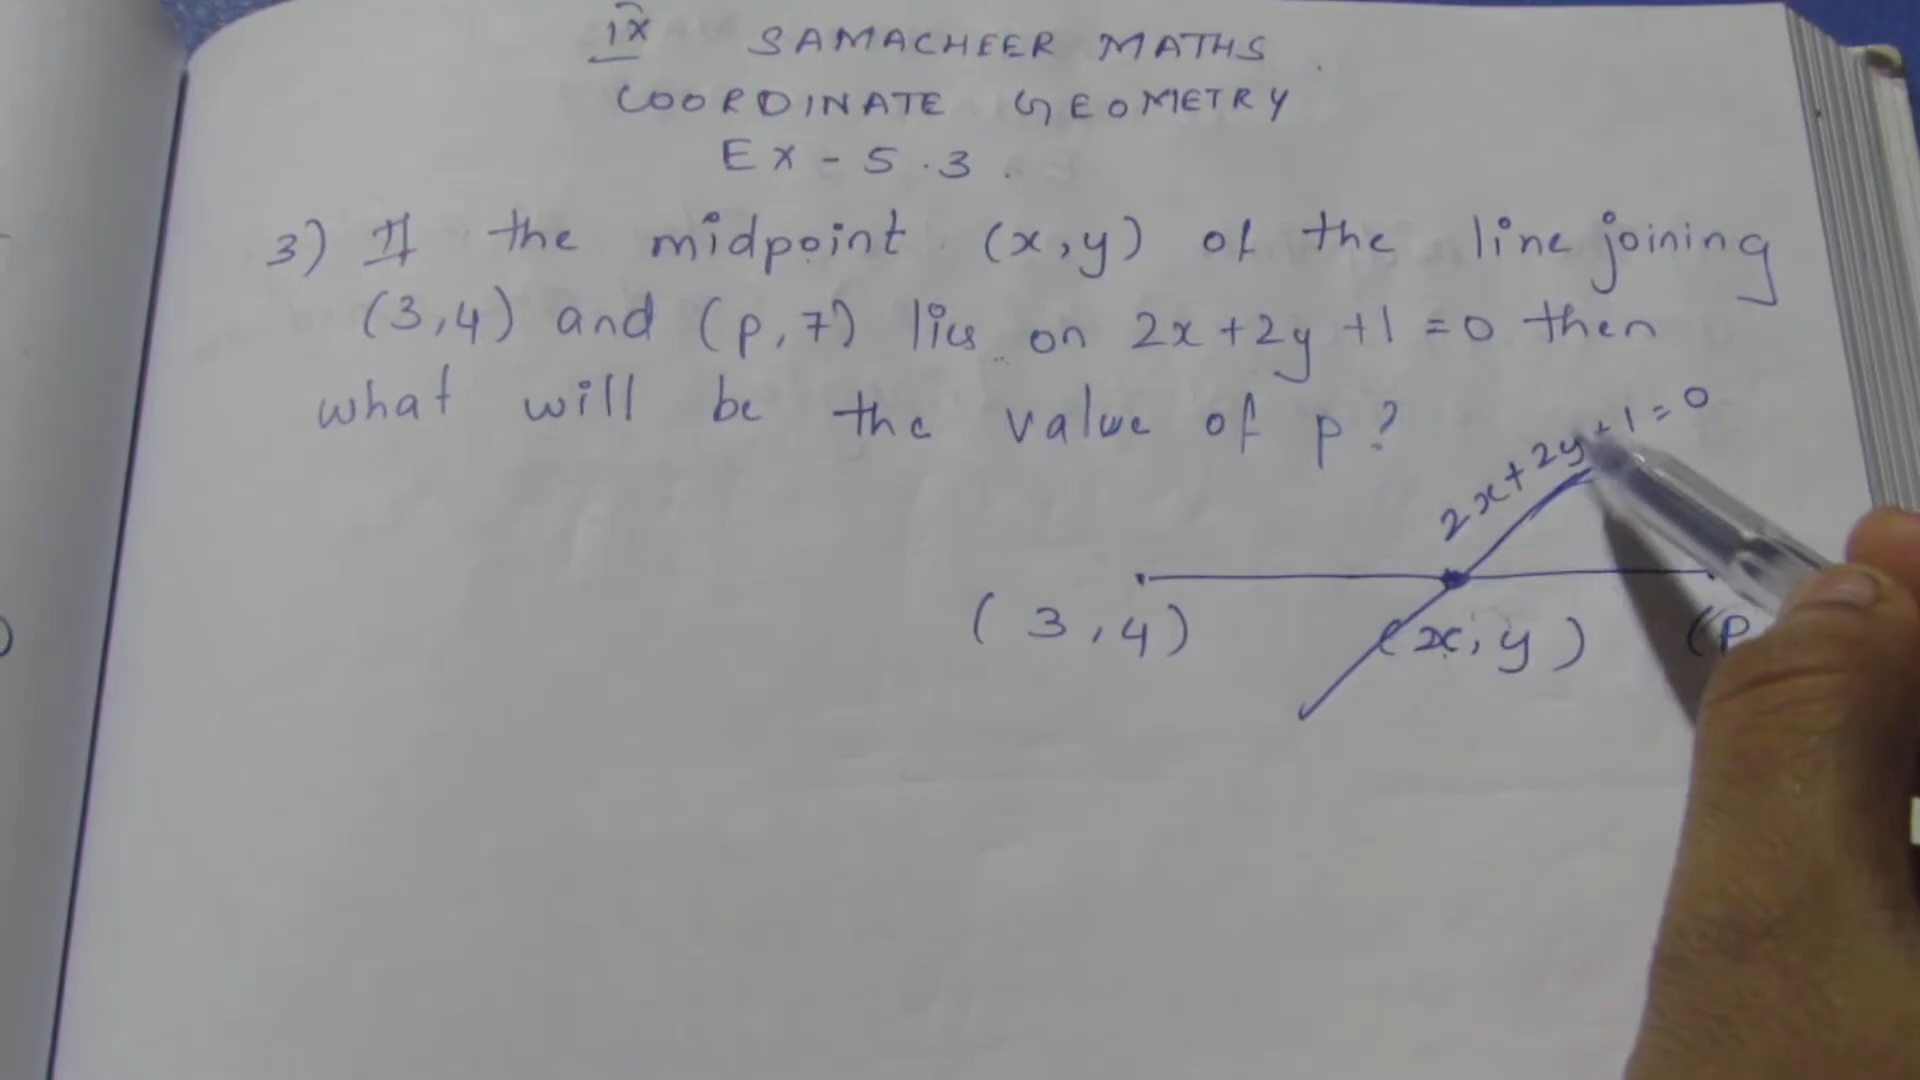 IX SAMACHEER MATHS
COORDINATE GEOMETRY
EX - 5.3.
3) If the midpoint (x,y) of the line joining
(3,4) and (p,7) lies on 2x+2y+1=0 then
what will be the value of p?
2x+2y+1=0
(3,4) (x,y) (P